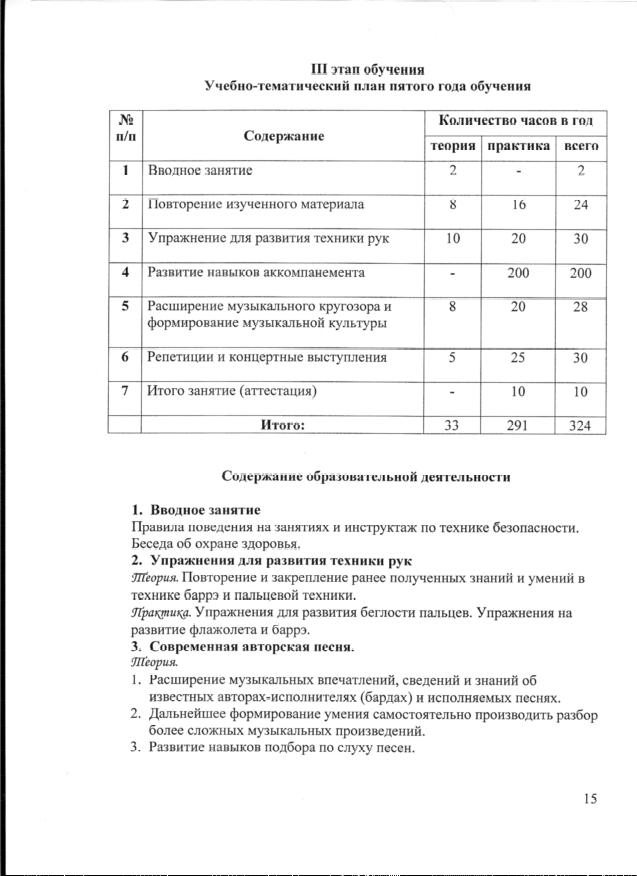 III этап обучения
Учебно-тематический план пятого года обучения
№ п/п Содержание Количество часов в год
теория практика всего
1 Вводное занятие 2 - 2
2 Повторение изученного материала 8 16 24
3 Упражнение для развития техники рук 10 20 30
4 Развитие навыков аккомпанемента - 200 200
5 Расширение музыкального кругозора и 8 20 28
формирование музыкальной культуры
6 Репетиции и концертные выступления 5 25 30
7 Итого занятие (аттестация) - 10 10
Итого: 33 291 324
Содержание образовательной деятельности
1. Вводное занятие
Правила поведения на занятиях и инструктаж по технике безопасности.
Беседа об охране здоровья.
2. Упражнения для развития техники рук
Теория. Повторение и закрепление ранее полученных знаний и умений в
технике баррэ и пальцевой техники.
Практика. Упражнения для развития беглости пальцев. Упражнения на
развитие флажолета и баррэ.
3. Современная авторская песня.
Теория.
1. Расширение музыкальных впечатлений, сведений и знаний об
известных авторах-исполнителях (бардах) и исполняемых песнях.
2. Дальнейшее формирование умения самостоятельно производить разбор
более сложных музыкальных произведений.
3. Развитие навыков подбора по слуху песен.
15